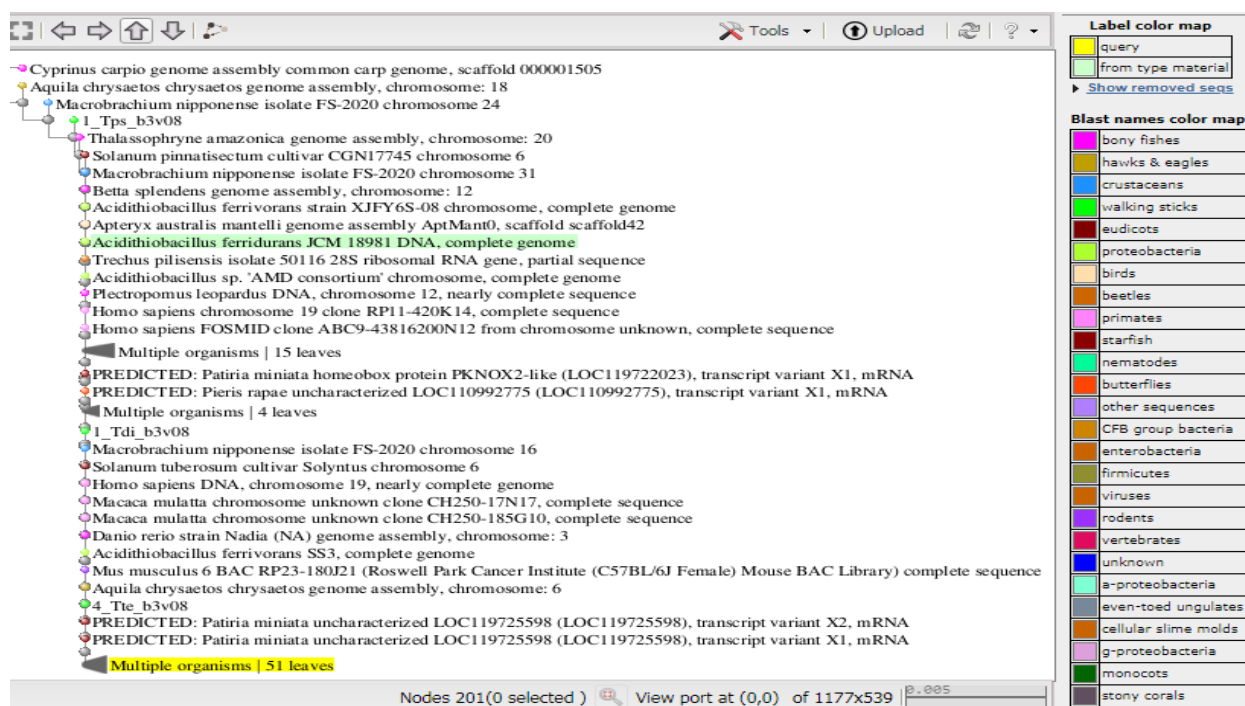 Tools
Upload
?
Cyprinus carpio genome assembly common carp genome, scaffold 000001505
Aquila chrysaetos chrysaetos genome assembly, chromosome: 18
Macrobrachium nipponense isolate FS-2020 chromosome 24
1_Tps_b3v08
Thalassophryne amazonica genome assembly, chromosome: 20
Solanum pinnatisectum cultivar CGN17745 chromosome 6
Macrobrachium nipponense isolate FS-2020 chromosome 31
Betta splendens genome assembly, chromosome: 12
Acidithiobacillus ferrivorans strain XJFY6S-08 chromosome, complete genome
Apteryx australis mantelli genome assembly AptMant0, scaffold scaffold42
Acidithiobacillus ferridurans JCM 18981 DNA, complete genome
Trechus pilisensis isolate 50116 28S ribosomal RNA gene, partial sequence
Acidithiobacillus sp. 'AMD consortium' chromosome, complete genome
Plectropomus leopardus DNA, chromosome 12, nearly complete sequence
Homo sapiens chromosome 19 clone RP11-420K14, complete sequence
Homo sapiens FOSMID clone ABC9-43816200N12 from chromosome unknown, complete sequence
Multiple organisms | 15 leaves
PREDICTED: Patiria miniata homeobox protein PKNOX2-like (LOC119722023), transcript variant X1, mRNA
PREDICTED: Pieris rapae uncharacterized LOC110992775 (LOC110992775), transcript variant X1, mRNA
Multiple organisms | 4 leaves
1_Tdi_b3v08
Macrobrachium nipponense isolate FS-2020 chromosome 16
Solanum tuberosum cultivar Solyntus chromosome 6
Homo sapiens DNA, chromosome 19, nearly complete genome
Macaca mulatta chromosome unknown clone CH250-17N17, complete sequence
Macaca mulatta chromosome unknown clone CH250-185G10, complete sequence
Danio rerio strain Nadia (NA) genome assembly, chromosome: 3
Acidithiobacillus ferrivorans SS3, complete genome
Mus musculus 6 BAC RP23-180J21 (Roswell Park Cancer Institute (C57BL/6J Female) Mouse BAC Library) complete sequence
Aquila chrysaetos chrysaetos genome assembly, chromosome: 6
4_Tte_b3v08
PREDICTED: Patiria miniata uncharacterized LOC119725598 (LOC119725598), transcript variant X2, mRNA
PREDICTED: Patiria miniata uncharacterized LOC119725598 (LOC119725598), transcript variant X1, mRNA
Multiple organisms | 51 leaves
Nodes 201(0 selected ) View port at (0,0) of 1177x539 0.005
Label color map
query
from type material
Show removed seqs
Blast names color map
bony fishes
hawks & eagles
crustaceans
walking sticks
eudicots
proteobacteria
birds
beetles
primates
starfish
nematodes
butterflies
other sequences
CFB group bacteria
enterobacteria
firmicutes
viruses
rodents
vertebrates
unknown
a-proteobacteria
even-toed ungulates
cellular slime molds
g-proteobacteria
monocots
stony corals